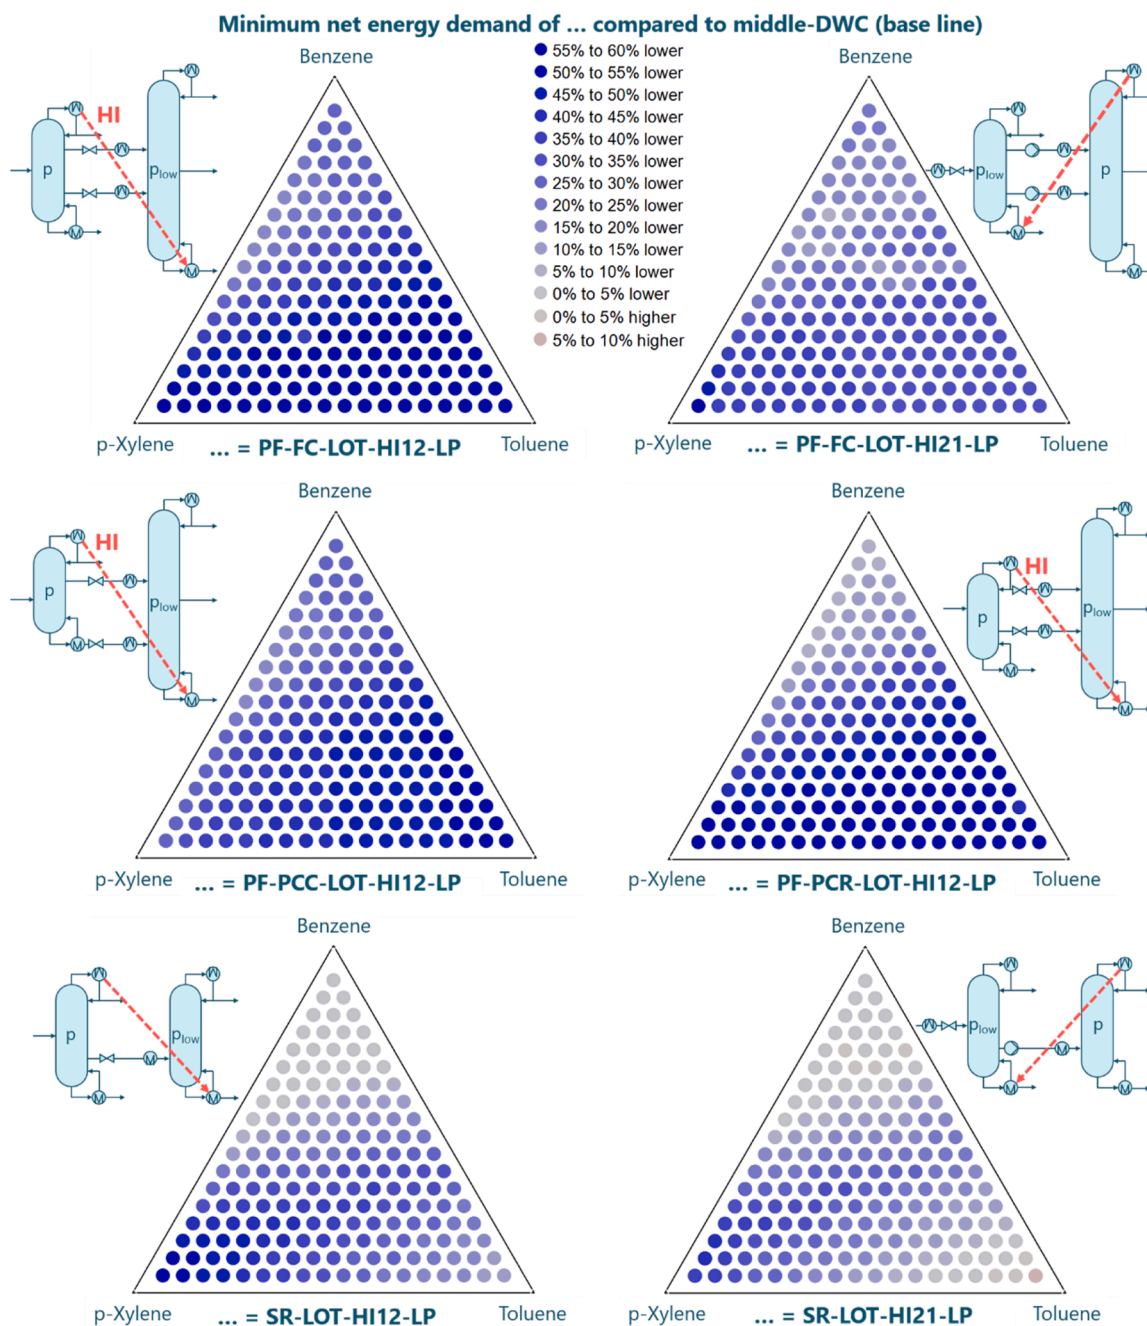 Minimum net energy demand of ... compared to middle-DWC (base line)
Benzene
55% to 60% lower
50% to 55% lower
45% to 50% lower
40% to 45% lower
35% to 40% lower
30% to 35% lower
25% to 30% lower
20% to 25% lower
15% to 20% lower
10% to 15% lower
5% to 10% lower
0% to 5% lower
0% to 5% higher
5% to 10% higher
Benzene
HI
p
plow
M
M
M
M
M
M
plow
p
M
M
M
M
M
M
M
p-Xylene
... = PF-FC-LOT-HI12-LP
Toluene
p-Xylene
... = PF-FC-LOT-HI21-LP
Toluene
Benzene
Benzene
HI
p
plow
M
M
M
M
M
M
HI
p
plow
M
M
M
M
M
M
p-Xylene
... = PF-PCC-LOT-HI12-LP
Toluene
p-Xylene
... = PF-PCR-LOT-HI12-LP
Toluene
Benzene
Benzene
p
plow
M
M
M
M
M
plow
p
M
M
M
M
M
M
p-Xylene
... = SR-LOT-HI12-LP
Toluene
p-Xylene
... = SR-LOT-HI21-LP
Toluene